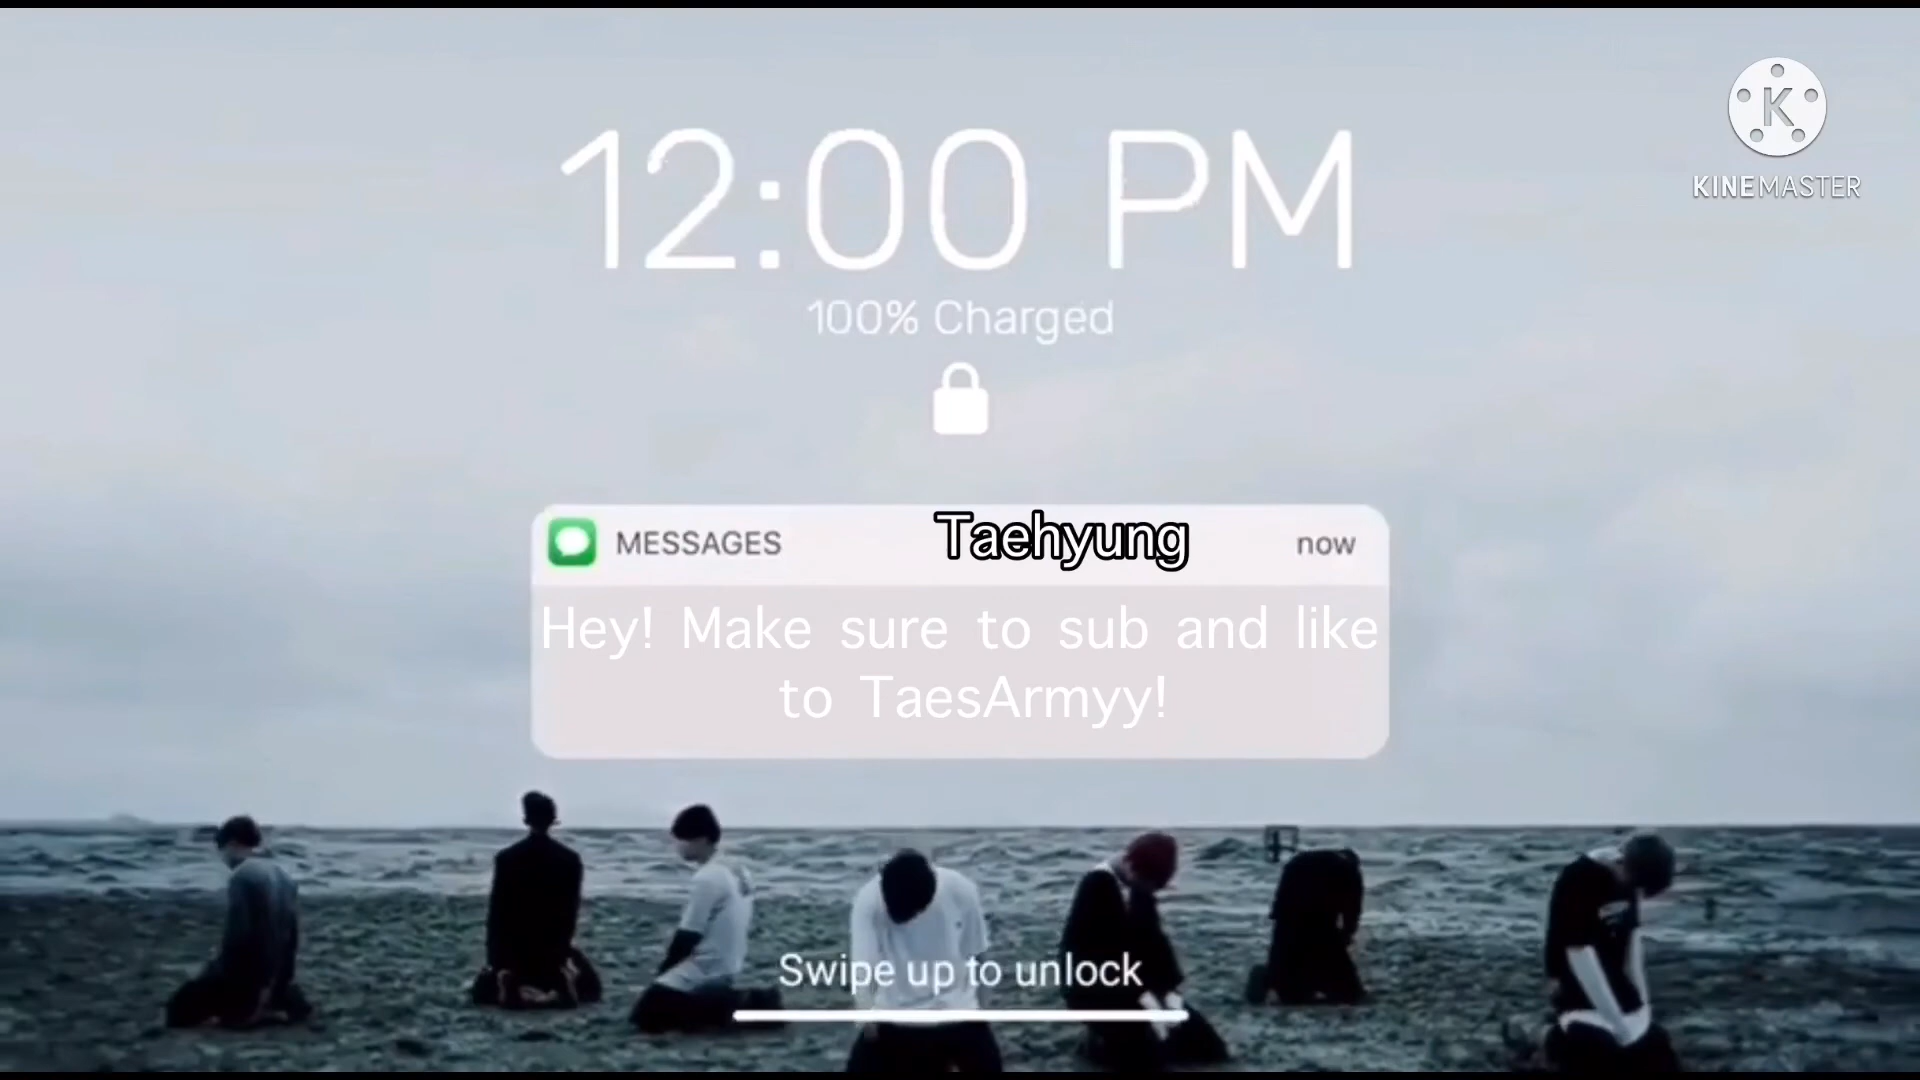 12:00 PM
K
KINEMASTER
100% Charged
MESSAGES Taehyung now
Hey! Make sure to sub and like
to TaesArmyy!
Swipe up to unlock